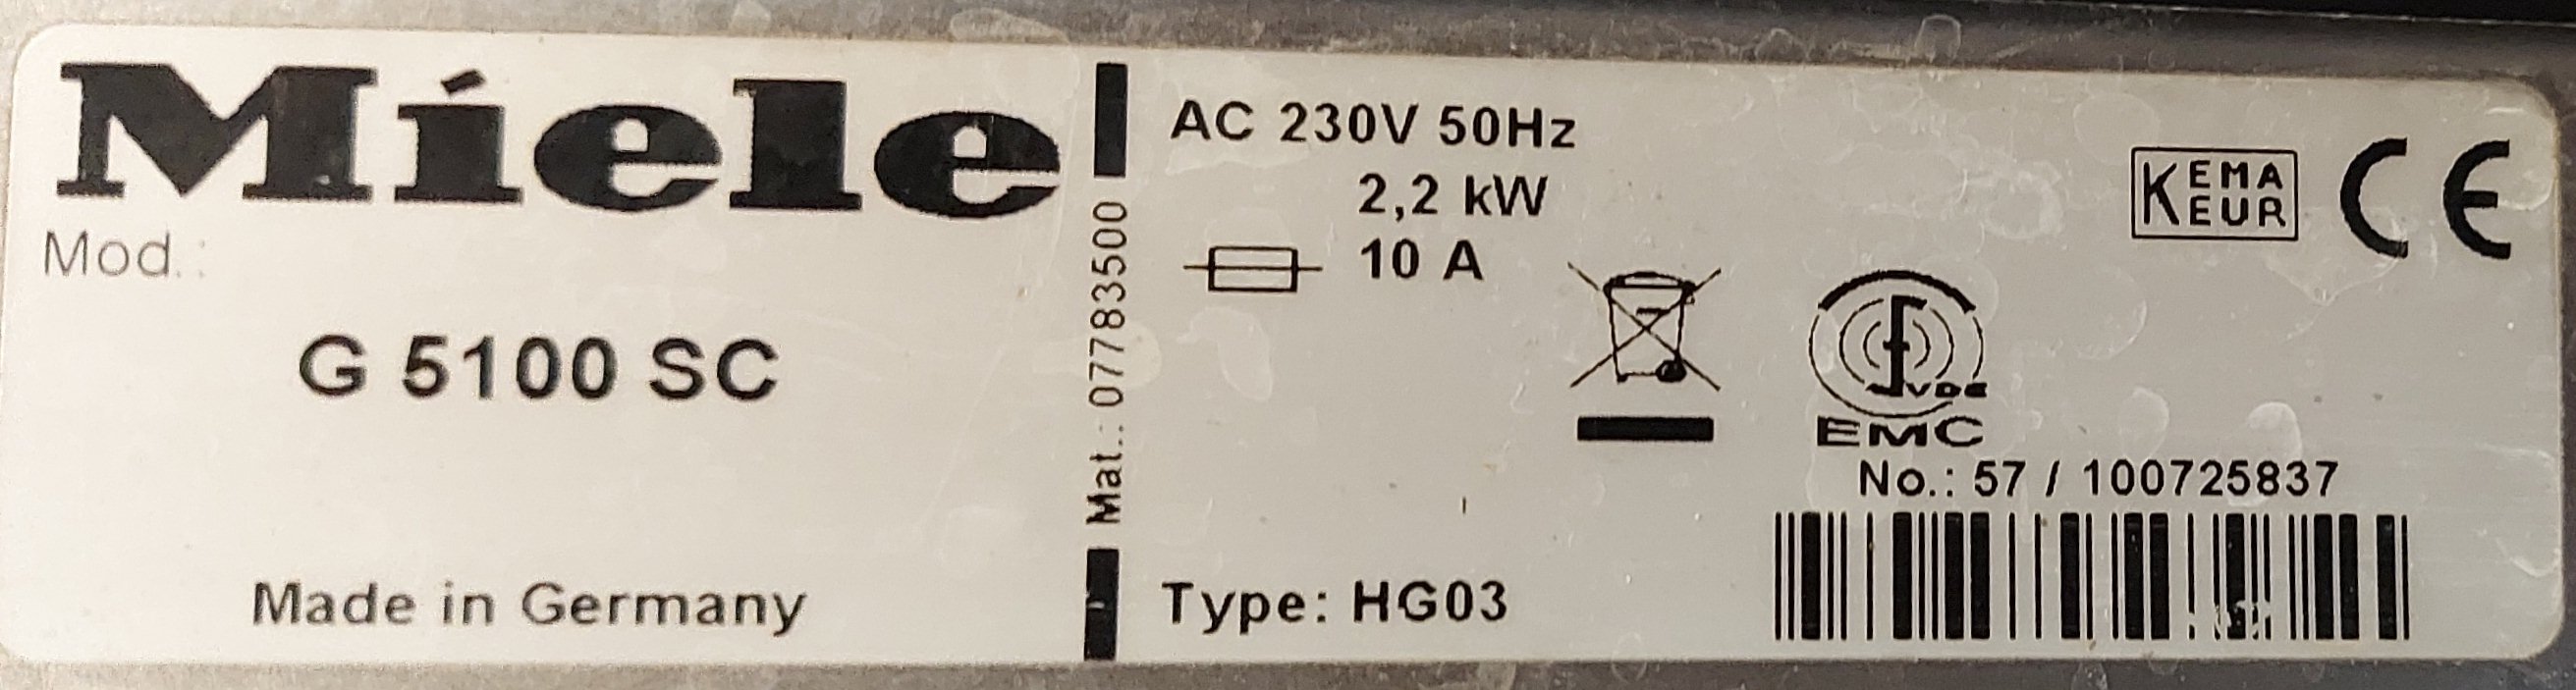 Miele
Mod.:
G 5100 SC
Made in Germany
Mat.: 07783500
AC 230V 50Hz
2,2 kW
10 A
KEMA
KEUR
CE
VDE
EMC
No.: 57 / 100725837
Type: HG03